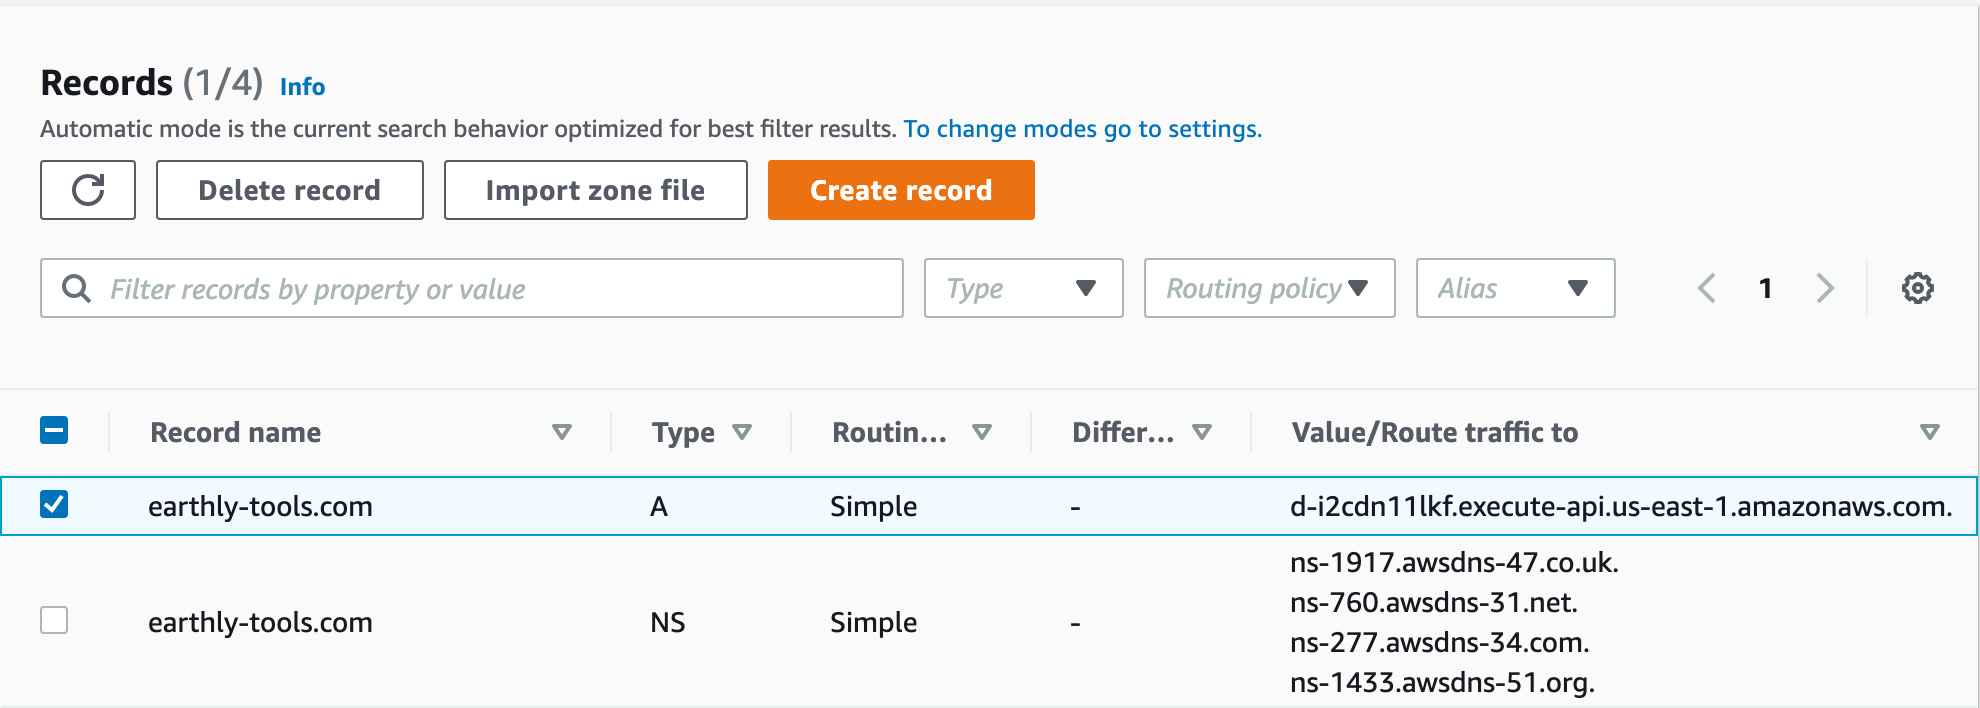 Records (1/4) Info
Automatic mode is the current search behavior optimized for best filter results. To change modes go to settings.
Delete record Import zone file Create record
Filter records by property or value Type Routing policy Alias 1
Record name Type Routin... Differ... Value/Route traffic to
earthly-tools.com A Simple - d-i2cdn11lkf.execute-api.us-east-1.amazonaws.com.
ns-1917.awsdns-47.co.uk.
ns-760.awsdns-31.net.
earthly-tools.com NS Simple -
ns-277.awsdns-34.com.
ns-1433.awsdns-51.org.